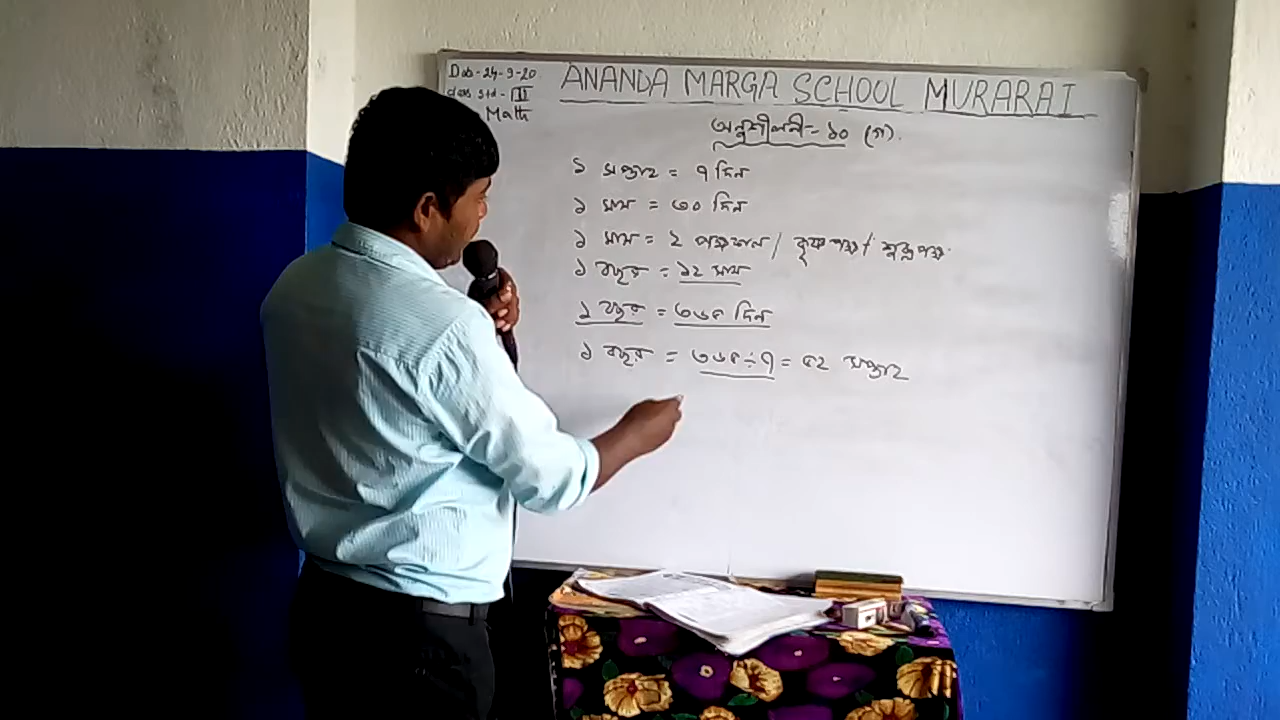 Date-24-9-20
class std-III
Math
ANANDA MARGA SCHOOL MURARAI
অনুশীলনী- ১০ (গ).
১ সপ্তাহ = ৭ দিন
১ মাস = ৩০ দিন
১ মাস = ২ পক্ষকাল / কৃষ্ণপক্ষ / শুক্লপক্ষ
১ বছর = ১২ মাস
১ বছর = ৩৬৫ দিন
১ বছর = ৩৬৫ ÷ ৭ = ৫২ সপ্তাহ